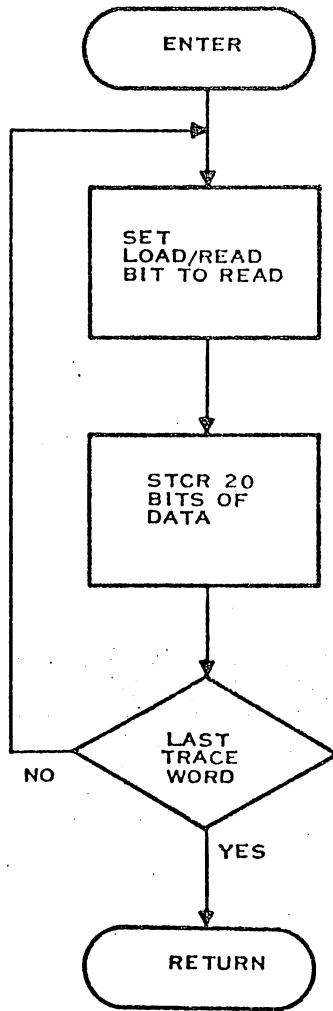 ENTER
SET
LOAD/READ
BIT TO READ
STCR 20
BITS OF
DATA
LAST
TRACE
WORD
NO
YES
RETURN